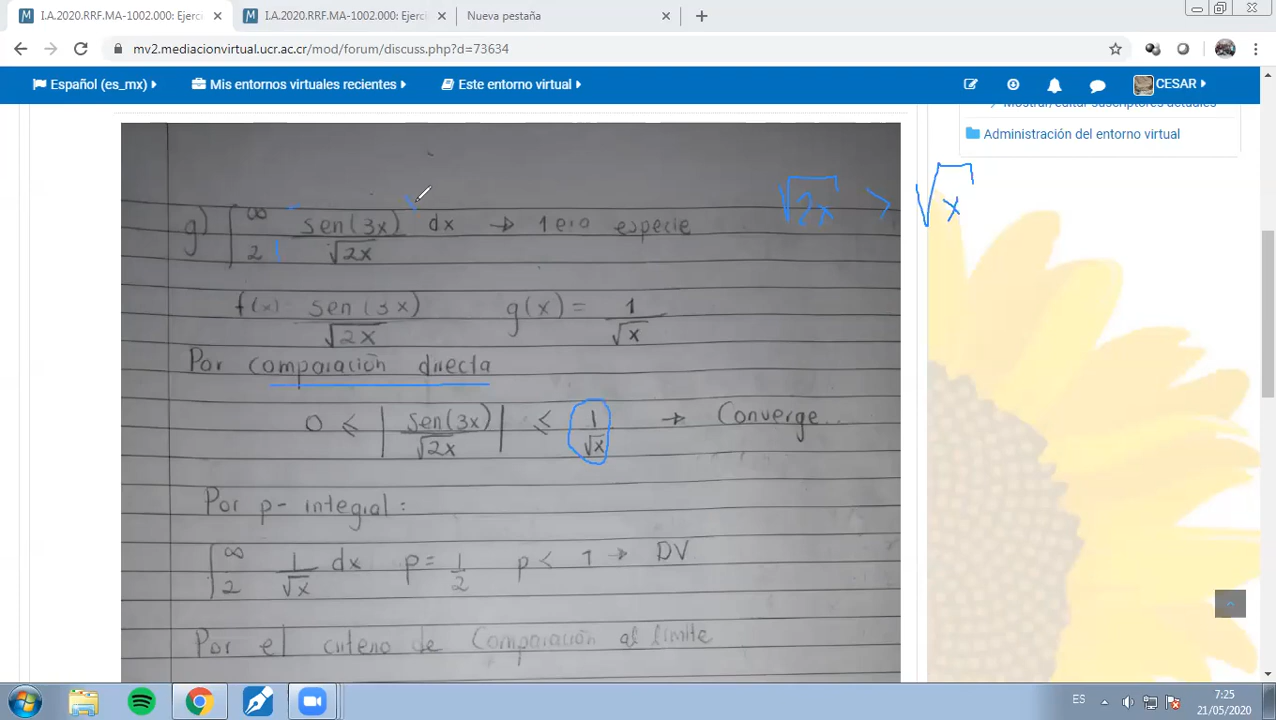 I.A.2020.RRF.MA-1002.000: Ejerci
I.A.2020.RRF.MA-1002.000: Ejerci
Nueva pestaña
mv2.mediacionvirtual.ucr.ac.cr/mod/forum/discuss.php?d=73634
Español (es_mx)
Mis entornos virtuales recientes
Este entorno virtual
CESAR
Mostrar/editar suscriptores actuales
Administración del entorno virtual
√2x > √x
g) ∫₂^∞ sen(3x)/√2x dx → 1era especie
f(x) sen(3x)/√2x g(x) = 1/√x
Por comparación directa
0 ≤ |sen(3x)/√2x| ≤ 1/√x → Converge...
Por p-integral:
∫₂^∞ 1/√x dx p = 1/2 p < 1 → DV
Por el criterio de Comparación al límite
ES
7:25
21/05/2020